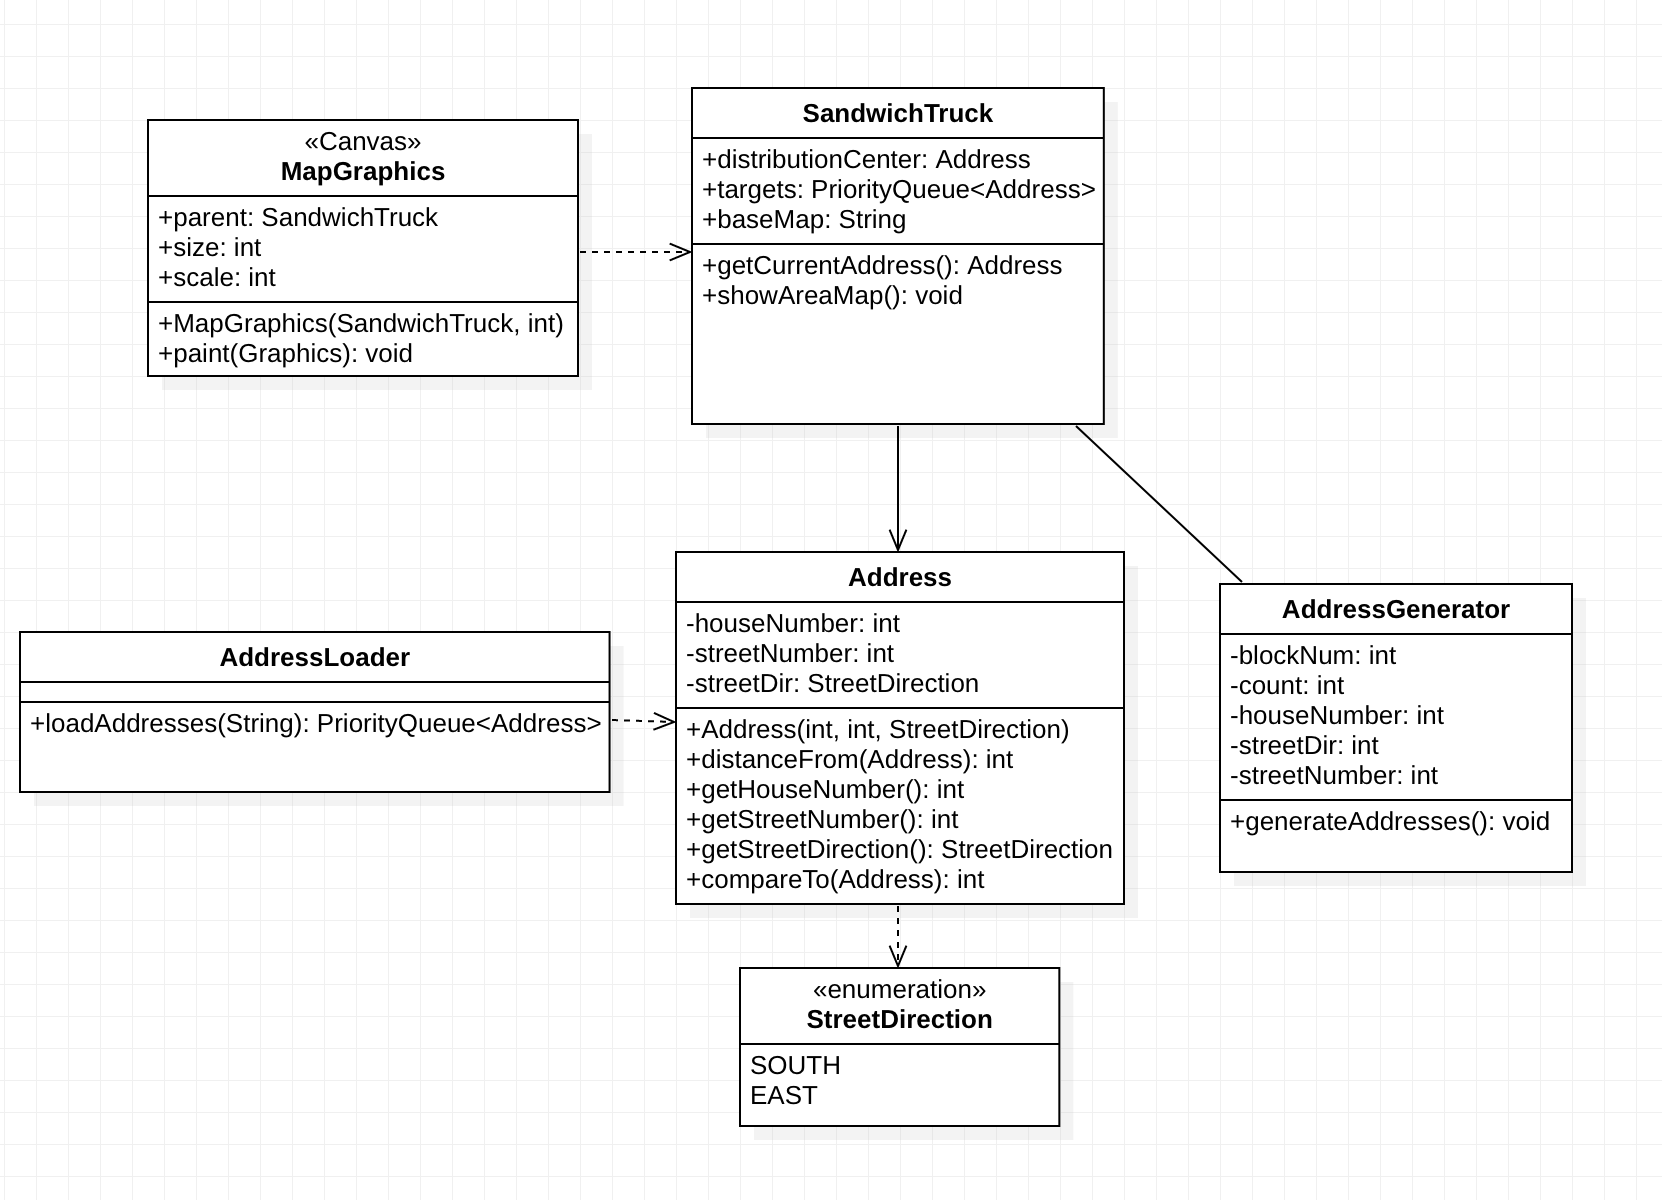 «Canvas»
MapGraphics
+parent: SandwichTruck
+size: int
+scale: int
+MapGraphics(SandwichTruck, int)
+paint(Graphics): void
SandwichTruck
+distributionCenter: Address
+targets: PriorityQueue<Address>
+baseMap: String
+getCurrentAddress(): Address
+showAreaMap(): void
AddressLoader
+loadAddresses(String): PriorityQueue<Address>
Address
-houseNumber: int
-streetNumber: int
-streetDir: StreetDirection
+Address(int, int, StreetDirection)
+distanceFrom(Address): int
+getHouseNumber(): int
+getStreetNumber(): int
+getStreetDirection(): StreetDirection
+compareTo(Address): int
AddressGenerator
-blockNum: int
-count: int
-houseNumber: int
-streetDir: int
-streetNumber: int
+generateAddresses(): void
«enumeration»
StreetDirection
SOUTH
EAST